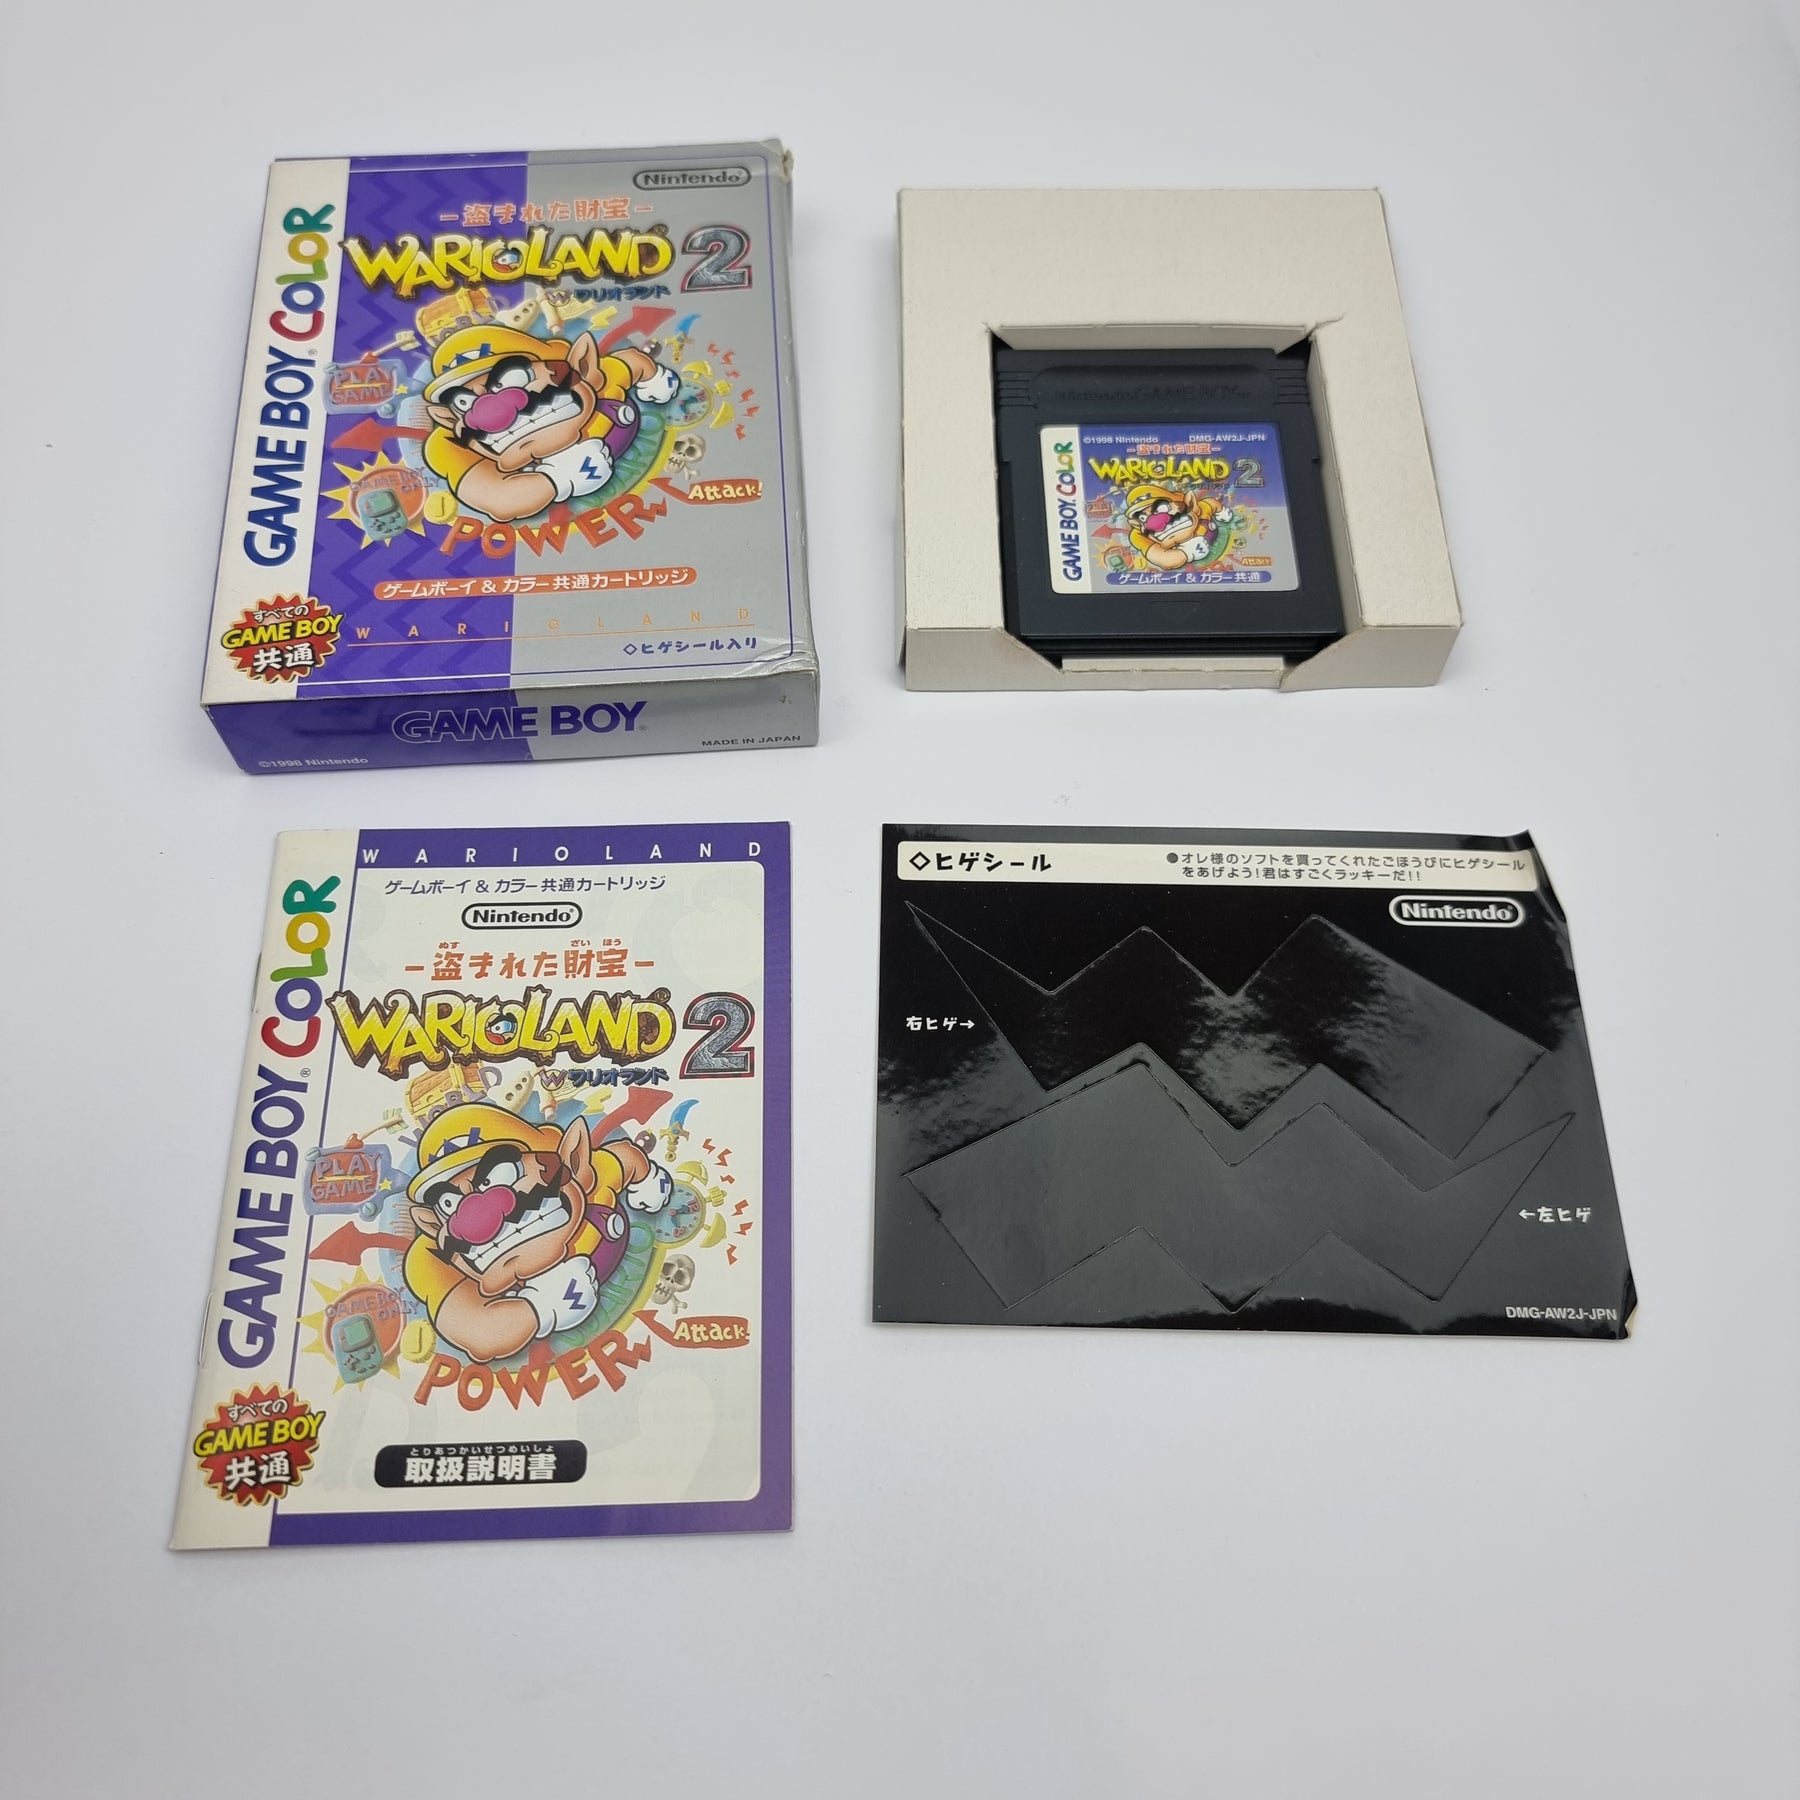 Nintendo
－盗まれた財宝－
WARIOLAND® 2
ワリオランド
GAME BOY® COLOR
PLAY GAME
GAME BOY ONLY
Attack!
POWER
ゲームボーイ & カラー共通カートリッジ
すべての
GAME BOY
共通
WARIOLAND
◇ヒゲシール入り
GAME BOY®
MADE IN JAPAN
©1998 Nintendo
Nintendo GAME BOY™
©1998 Nintendo DMG-AW2J-JPN
－盗まれた財宝－
WARIOLAND 2
GAME BOY® COLOR
Attack!
ゲームボーイ & カラー共通
WARIOLAND
ゲームボーイ & カラー共通カートリッジ
Nintendo
ぬす ざい ほう
－盗まれた財宝－
WARIOLAND® 2
ワリオランド
GAME BOY® COLOR
WORLD
PLAY GAME
GAME BOY ONLY
Attack!
POWER
すべての
GAME BOY
共通
とりあつかいせつめいしょ
取扱説明書
◇ヒゲシール
●オレ様のソフトを買ってくれたごほうびにヒゲシール
をあげよう!君はすごくラッキーだ!!
Nintendo
右ヒゲ→
←左ヒゲ
DMG-AW2J-JPN